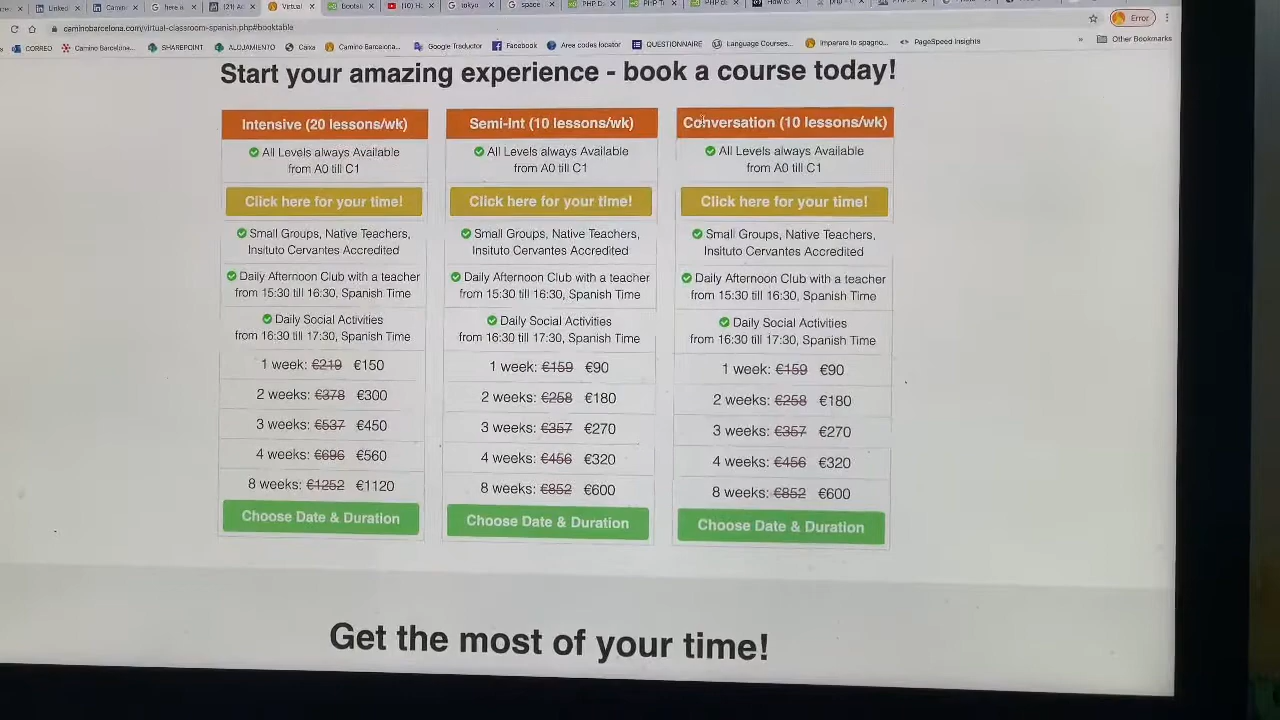 Linked
Camin
Virtual
tokyo
space
PHP D
PHP T
How to
caminobarcelona.com/virtual-classroom-spanish.php#booktable
Error
CORREO
Camino Barcelona...
SHAREPOINT
ALOJAMIENTO
Caixa
Camino Barcelona...
Google Traductor
Facebook
Area codes locator
QUESTIONNAIRE
Language Courses...
Imparare lo spagno...
PageSpeed Insights
»
Other Bookmarks
Start your amazing experience - book a course today!
Intensive (20 lessons/wk)
All Levels always Available
from A0 till C1
Click here for your time!
Small Groups, Native Teachers,
Insituto Cervantes Accredited
Daily Afternoon Club with a teacher
from 15:30 till 16:30, Spanish Time
Daily Social Activities
from 16:30 till 17:30, Spanish Time
1 week: €219 €150
2 weeks: €378 €300
3 weeks: €537 €450
4 weeks: €696 €560
8 weeks: €1252 €1120
Choose Date & Duration
Semi-Int (10 lessons/wk)
All Levels always Available
from A0 till C1
Click here for your time!
Small Groups, Native Teachers,
Insituto Cervantes Accredited
Daily Afternoon Club with a teacher
from 15:30 till 16:30, Spanish Time
Daily Social Activities
from 16:30 till 17:30, Spanish Time
1 week: €159 €90
2 weeks: €258 €180
3 weeks: €357 €270
4 weeks: €456 €320
8 weeks: €852 €600
Choose Date & Duration
Conversation (10 lessons/wk)
All Levels always Available
from A0 till C1
Click here for your time!
Small Groups, Native Teachers,
Insituto Cervantes Accredited
Daily Afternoon Club with a teacher
from 15:30 till 16:30, Spanish Time
Daily Social Activities
from 16:30 till 17:30, Spanish Time
1 week: €159 €90
2 weeks: €258 €180
3 weeks: €357 €270
4 weeks: €456 €320
8 weeks: €852 €600
Choose Date & Duration
Get the most of your time!